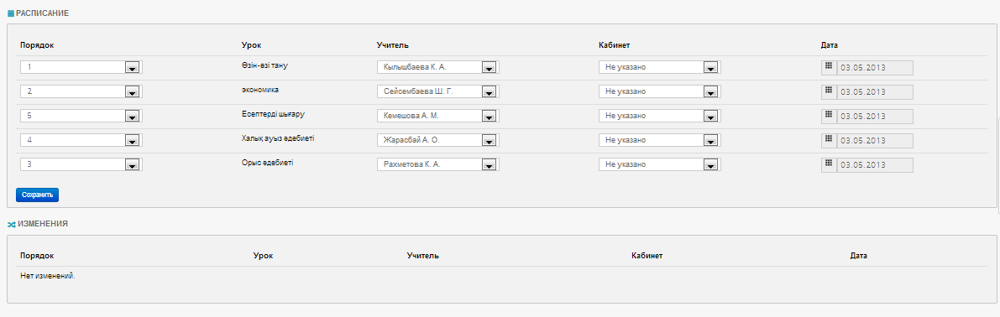 РАСПИСАНИЕ
Порядок Урок Учитель Кабинет Дата
1 Өзін-өзі тану Кылышбаева К. А. Не указано 03.05.2013
2 экономика Сейсембаева Ш. Г. Не указано 03.05.2013
5 Есептерді шығару Кемешова А. М. Не указано 03.05.2013
4 Халық ауыз әдебиеті Жарасбай А. О. Не указано 03.05.2013
3 Орыс әдебиеті Рахметова К. А. Не указано 03.05.2013
Сохранить
ИЗМЕНЕНИЯ
Порядок Урок Учитель Кабинет Дата
Нет изменений.